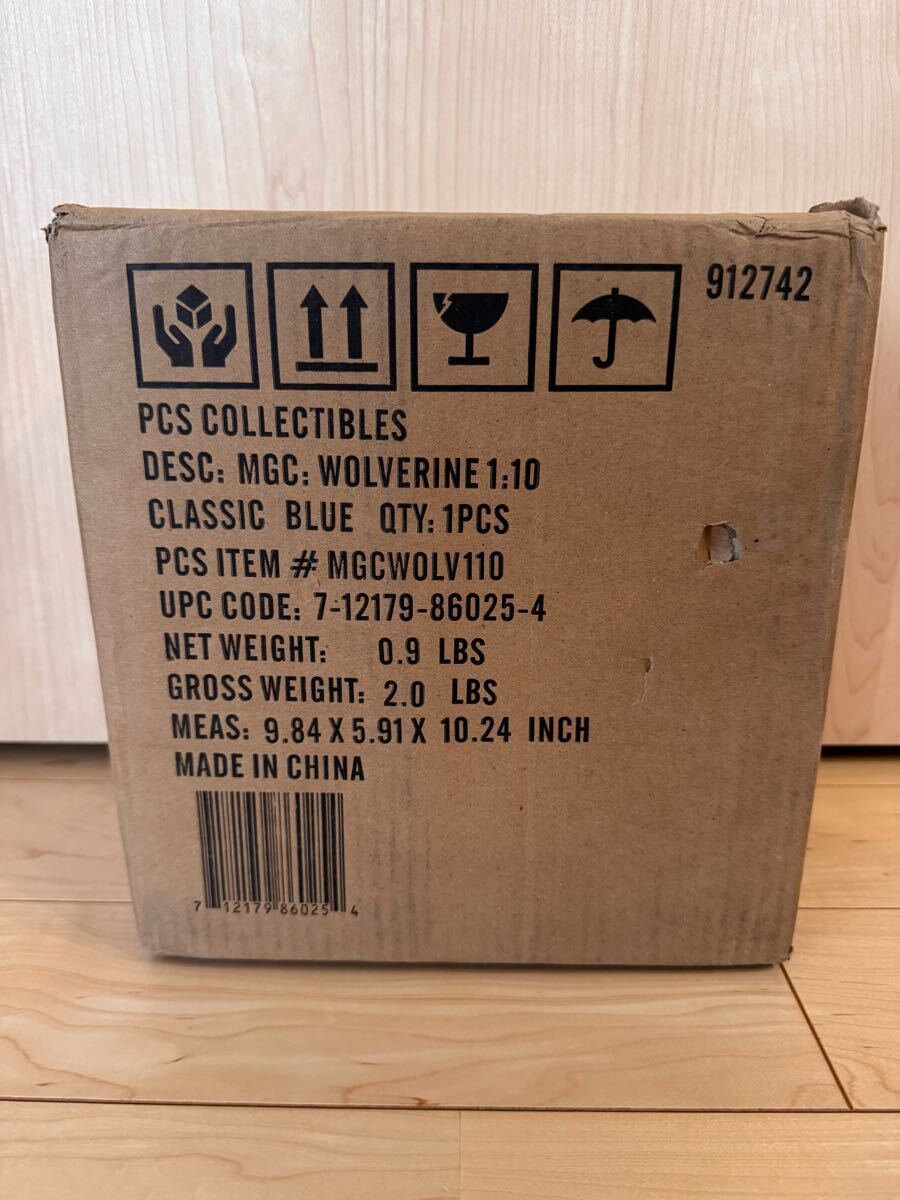 912742
PCS COLLECTIBLES
DESC: MGC: WOLVERINE 1:10
CLASSIC BLUE QTY: 1PCS
PCS ITEM # MGCWOLV110
UPC CODE: 7-12179-86025-4
NET WEIGHT: 0.9 LBS
GROSS WEIGHT: 2.0 LBS
MEAS: 9.84 X 5.91 X 10.24 INCH
MADE IN CHINA
7 12179 86025 4